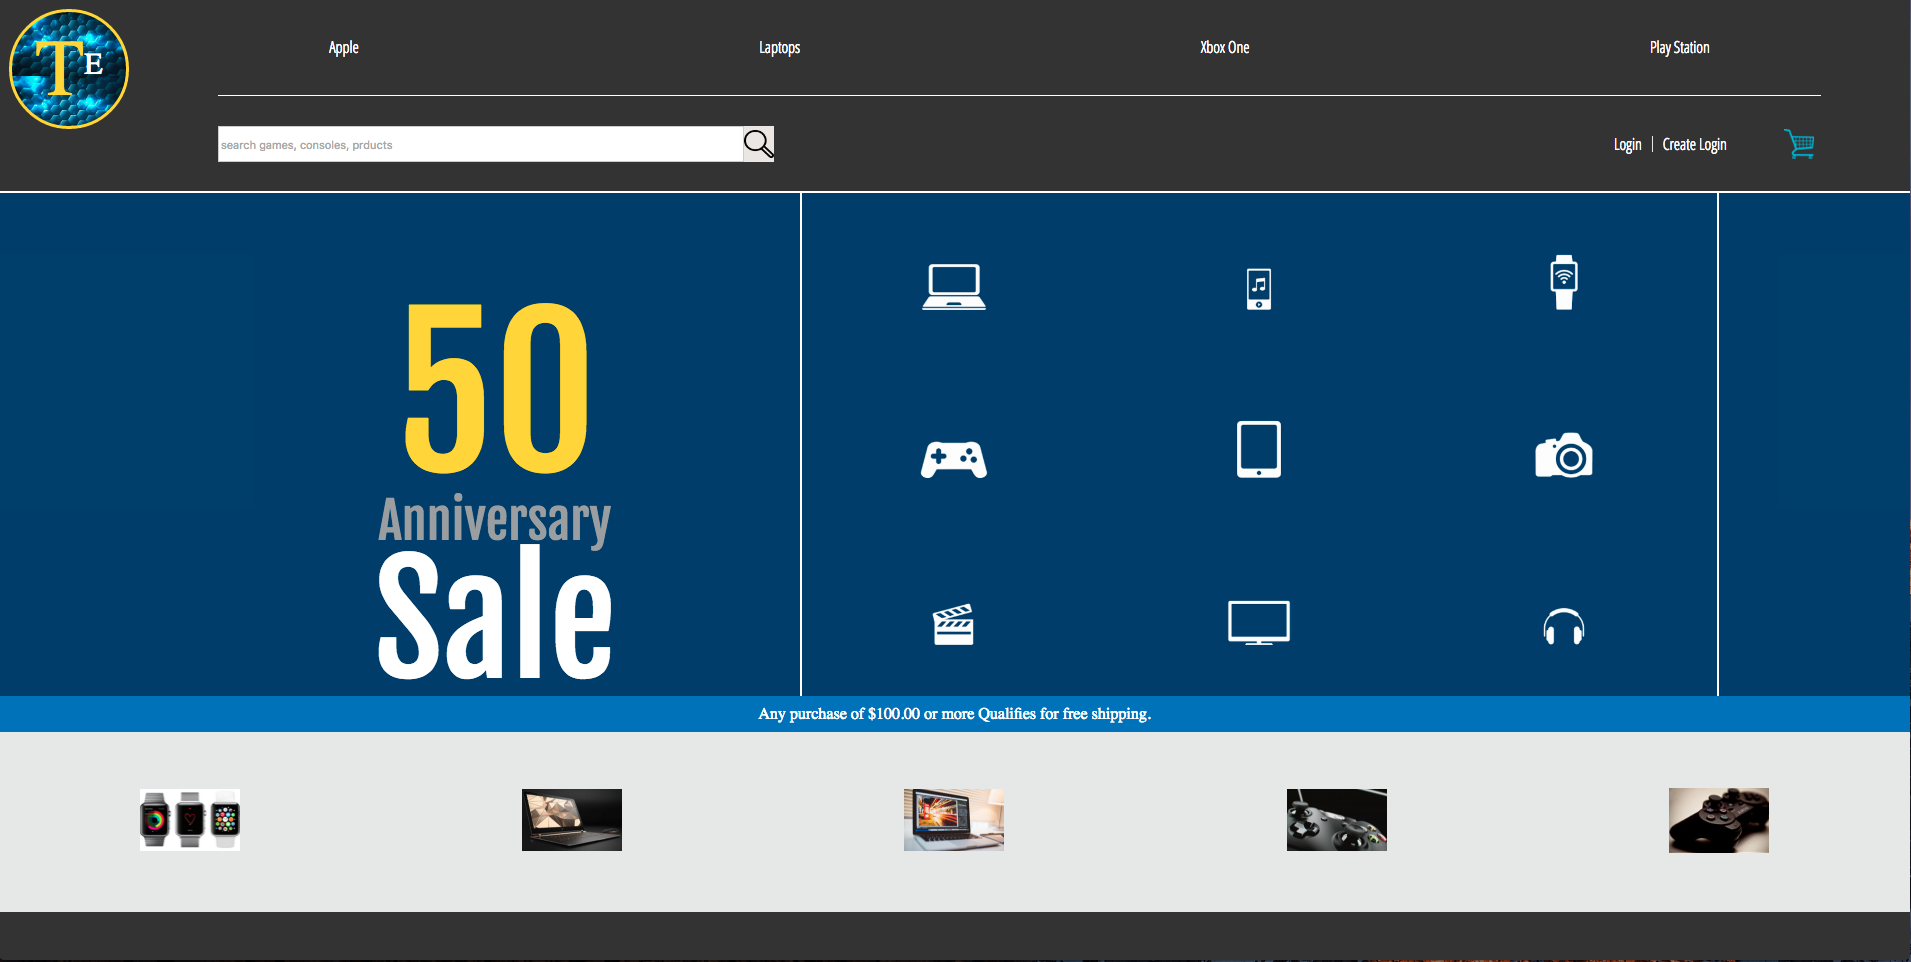 TE
Apple Laptops Xbox One Play Station
search games, consoles, prducts
Login | Create Login
50
Anniversary
Sale
Any purchase of $100.00 or more Qualifies for free shipping.